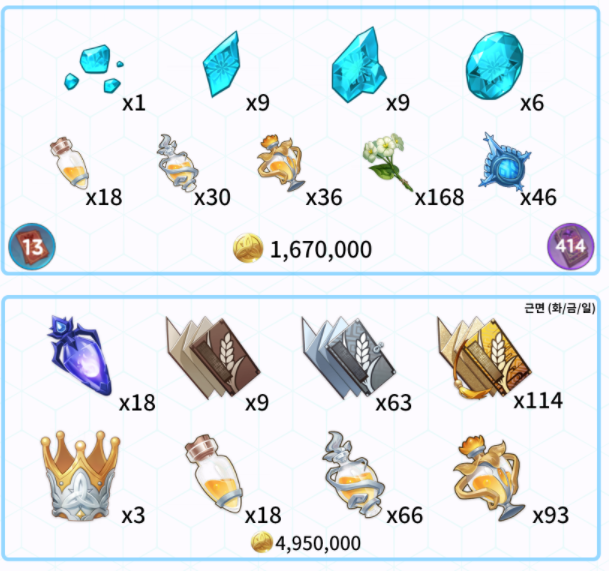 x1 x9 x9 x6
x18 x30 x36 x168 x46
13 1,670,000 414
근면 (화/금/일)
x18 x9 x63 x114
x3 x18 x66 x93
4,950,000